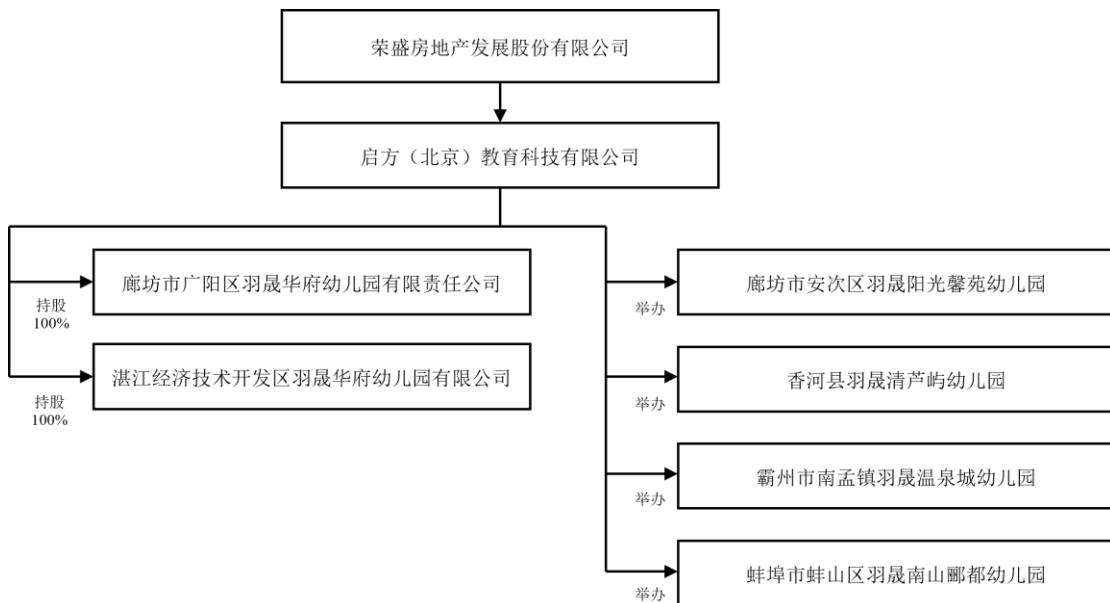 荣盛房地产发展股份有限公司
启方（北京）教育科技有限公司
廊坊市广阳区羽晟华府幼儿园有限责任公司
持股
100%
湛江经济技术开发区羽晟华府幼儿园有限公司
持股
100%
廊坊市安次区羽晟阳光馨苑幼儿园
举办
香河县羽晟清芦屿幼儿园
举办
霸州市南孟镇羽晟温泉城幼儿园
举办
蚌埠市蚌山区羽晟南山郦都幼儿园
举办